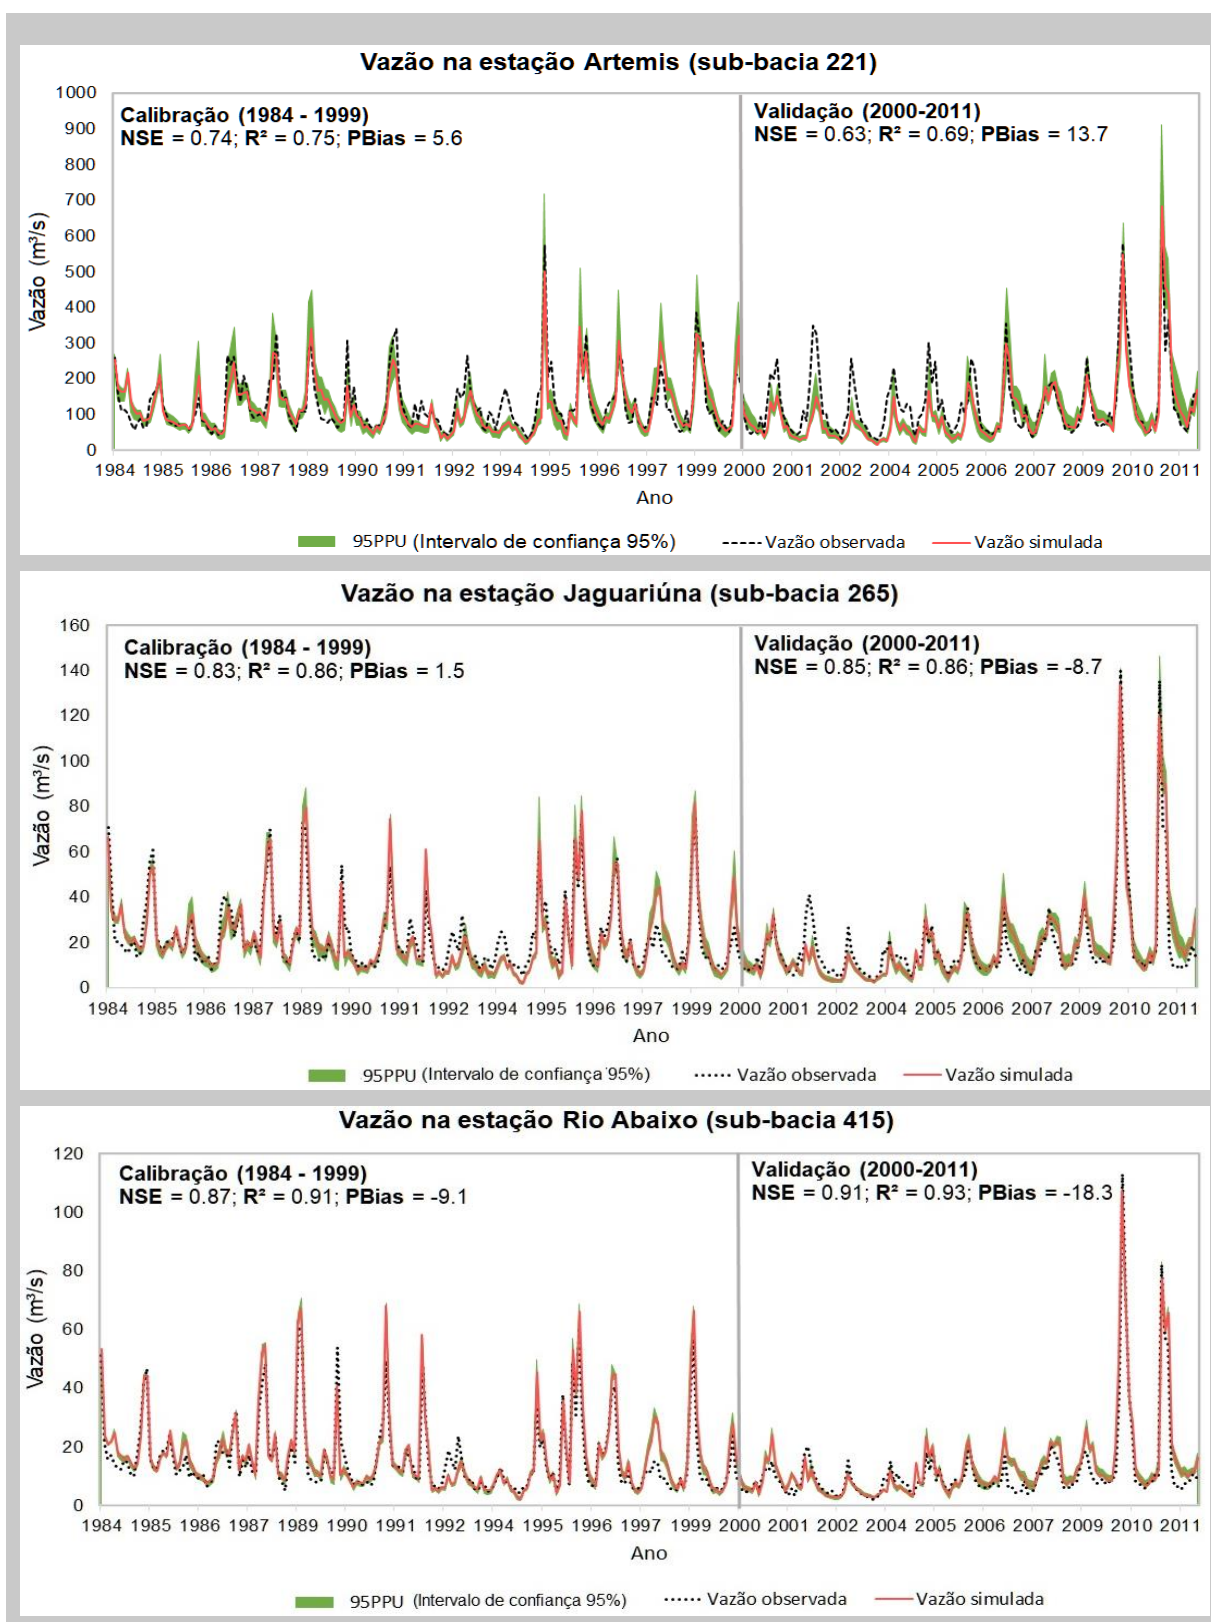 Vazão na estação Artemis (sub-bacia 221)
Calibração (1984 - 1999)
NSE = 0.74; R² = 0.75; PBias = 5.6
Validação (2000-2011)
NSE = 0.63; R² = 0.69; PBias = 13.7
Vazão (m³/s)
1000
900
800
700
600
500
400
300
200
100
0
1984 1985 1986 1987 1989 1990 1991 1992 1994 1995 1996 1997 1999 2000 2001 2002 2004 2005 2006 2007 2009 2010 2011
Ano
95PPU (Intervalo de confiança 95%) Vazão observada Vazão simulada
Vazão na estação Jaguariúna (sub-bacia 265)
Calibração (1984 - 1999)
NSE = 0.83; R² = 0.86; PBias = 1.5
Validação (2000-2011)
NSE = 0.85; R² = 0.86; PBias = -8.7
Vazão (m³/s)
160
140
120
100
80
60
40
20
0
1984 1985 1986 1987 1989 1990 1991 1992 1994 1995 1996 1997 1999 2000 2001 2002 2004 2005 2006 2007 2009 2010 2011
Ano
95PPU (Intervalo de confiança 95%) Vazão observada Vazão simulada
Vazão na estação Rio Abaixo (sub-bacia 415)
Calibração (1984 - 1999)
NSE = 0.87; R² = 0.91; PBias = -9.1
Validação (2000-2011)
NSE = 0.91; R² = 0.93; PBias = -18.3
Vazão (m³/s)
120
100
80
60
40
20
0
1984 1985 1986 1987 1989 1990 1991 1992 1994 1995 1996 1997 1999 2000 2001 2002 2004 2005 2006 2007 2009 2010 2011
Ano
95PPU (Intervalo de confiança 95%) Vazão observada Vazão simulada